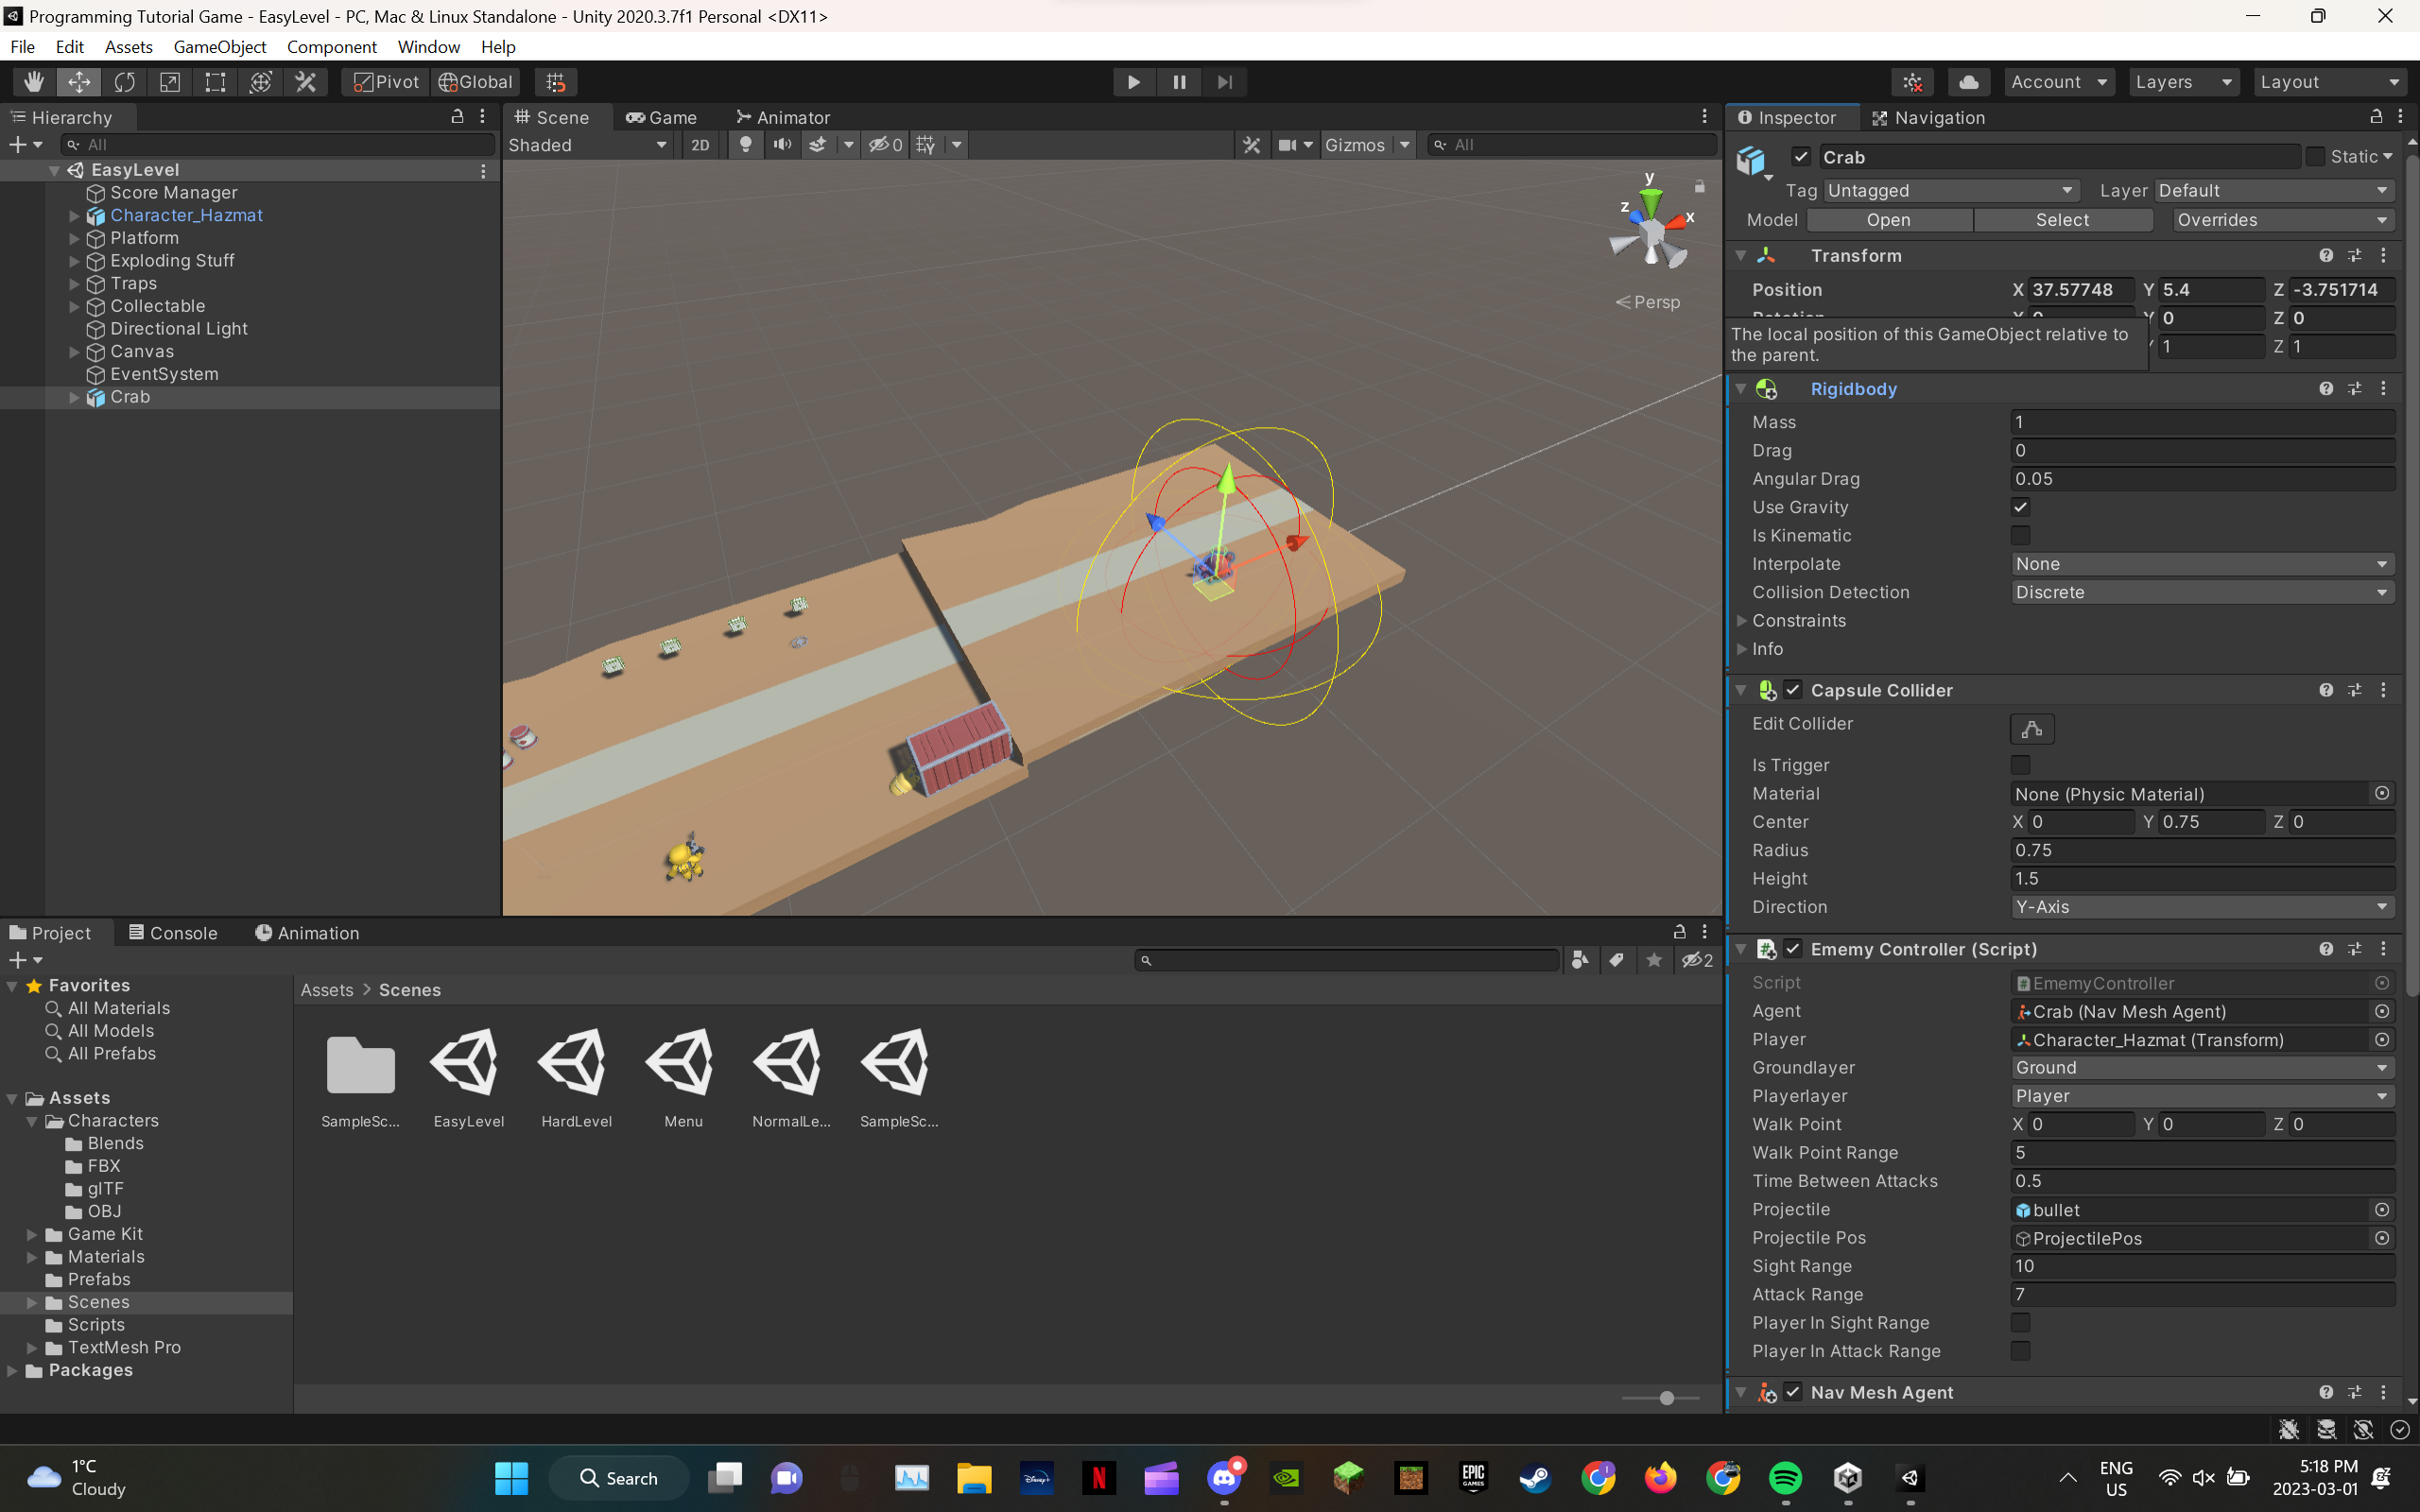 Programming Tutorial Game - EasyLevel - PC, Mac & Linux Standalone - Unity 2020.3.7f1 Personal <DX11>
File Edit Assets GameObject Component Window Help
Pivot Global Account Layers Layout
Hierarchy
All
EasyLevel
Score Manager
Character_Hazmat
Platform
Exploding Stuff
Traps
Collectable
Directional Light
Canvas
EventSystem
Crab
Scene Game Animator
Shaded 2D 0 Gizmos All
y
z x
Persp
Inspector Navigation
Crab Static
Tag Untagged Layer Default
Model Open Select Overrides
Transform
Position X 37.57748 Y 5.4 Z -3.751714
Y 0 Z 0
The local position of this GameObject relative to
the parent.
1 Z 1
Rigidbody
Mass 1
Drag 0
Angular Drag 0.05
Use Gravity
Is Kinematic
Interpolate None
Collision Detection Discrete
Constraints
Info
Capsule Collider
Edit Collider
Is Trigger
Material None (Physic Material)
Center X 0 Y 0.75 Z 0
Radius 0.75
Height 1.5
Direction Y-Axis
Ememy Controller (Script)
Script EmemyController
Agent Crab (Nav Mesh Agent)
Player Character_Hazmat (Transform)
Groundlayer Ground
Playerlayer Player
Walk Point X 0 Y 0 Z 0
Walk Point Range 5
Time Between Attacks 0.5
Projectile bullet
Projectile Pos ProjectilePos
Sight Range 10
Attack Range 7
Player In Sight Range
Player In Attack Range
Nav Mesh Agent
Project Console Animation
2
Favorites
All Materials
All Models
All Prefabs
Assets
Characters
Blends
FBX
glTF
OBJ
Game Kit
Materials
Prefabs
Scenes
Scripts
TextMesh Pro
Packages
Assets > Scenes
SampleSc... EasyLevel HardLevel Menu NormalLe... SampleSc...
1°C
Cloudy
Search
Disney+
N
EPIC
GAMES
ENG
US
5:18 PM
2023-03-01